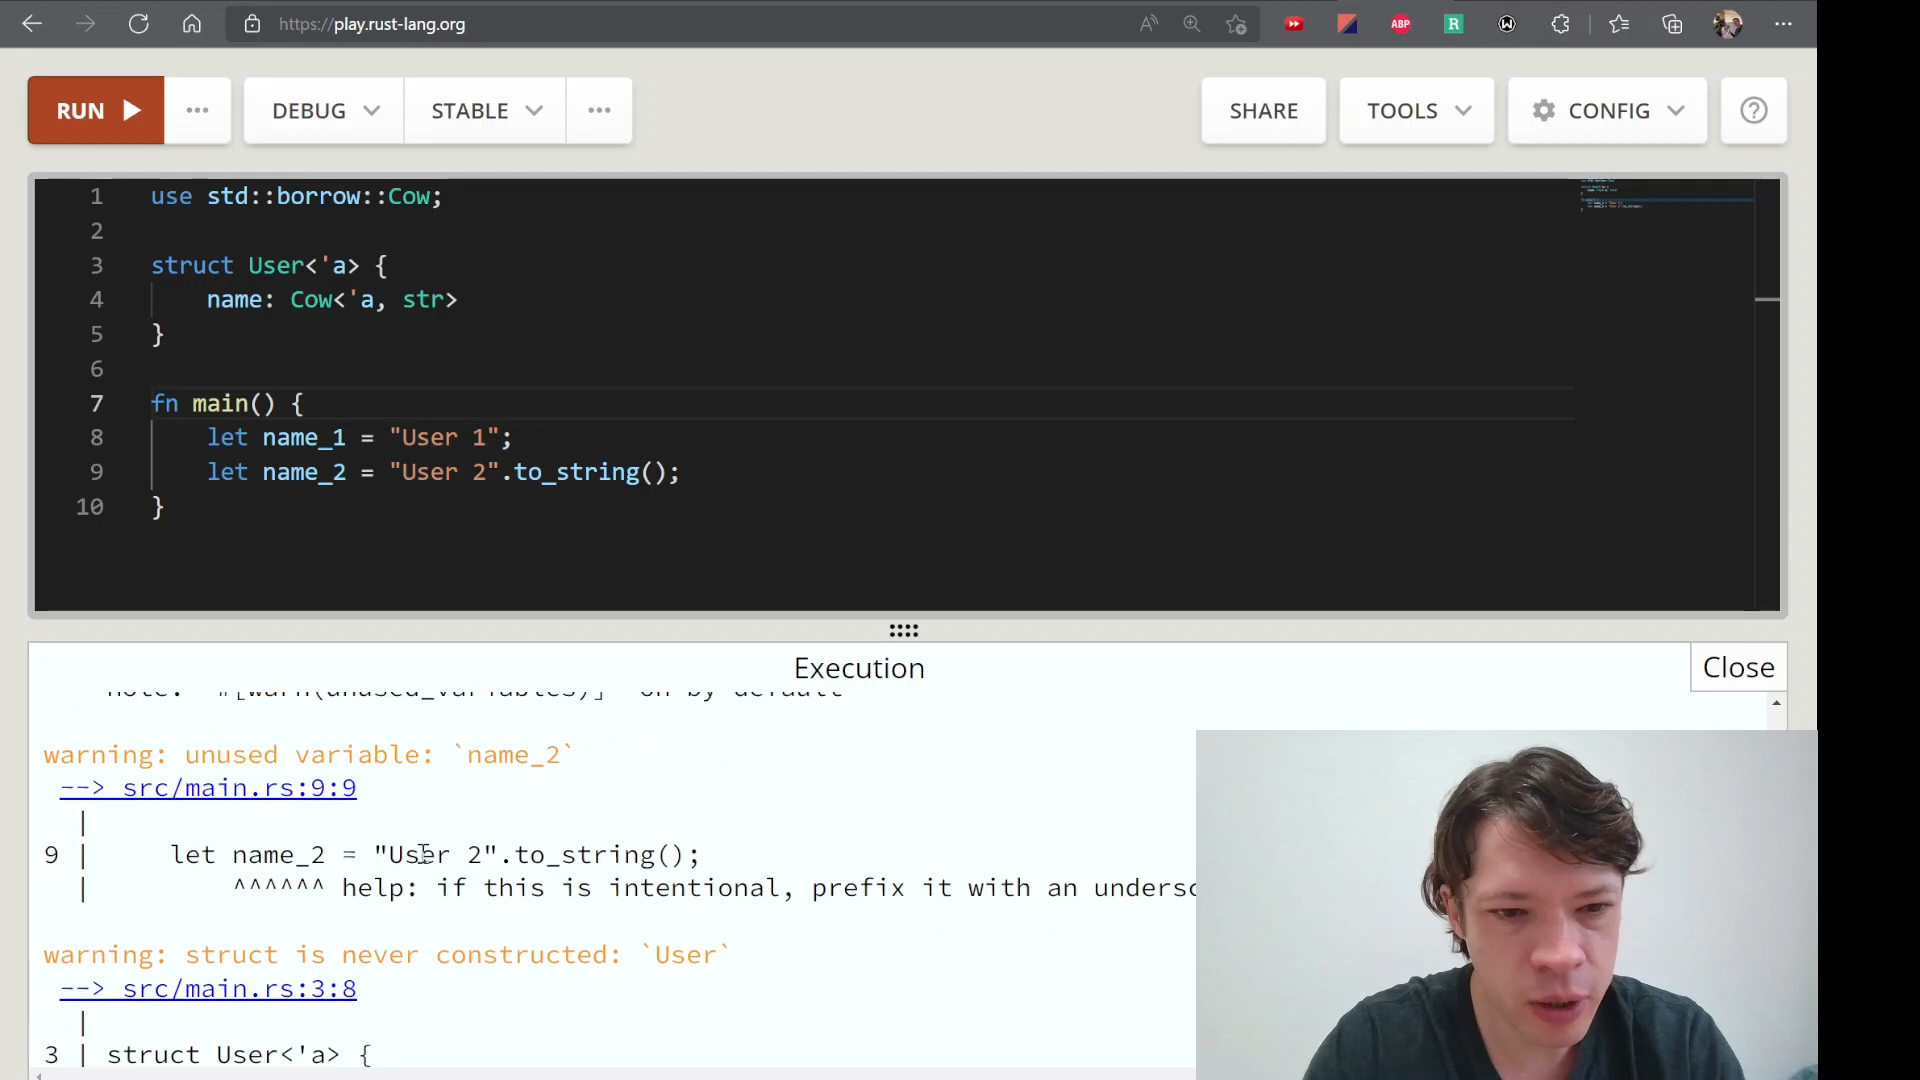 https://play.rust-lang.org
ABP
R
RUN
DEBUG
STABLE
SHARE
TOOLS
CONFIG
1 use std::borrow::Cow;
2
3 struct User<'a> {
4 name: Cow<'a, str>
5 }
6
7 fn main() {
8 let name_1 = "User 1";
9 let name_2 = "User 2".to_string();
10 }
Execution
Close
note: `#[warn(unused_variables)]` on by default
warning: unused variable: `name_2`
--> src/main.rs:9:9
|
9 | let name_2 = "User 2".to_string();
| ^^^^^^ help: if this is intentional, prefix it with an undersc
warning: struct is never constructed: `User`
--> src/main.rs:3:8
|
3 | struct User<'a> {